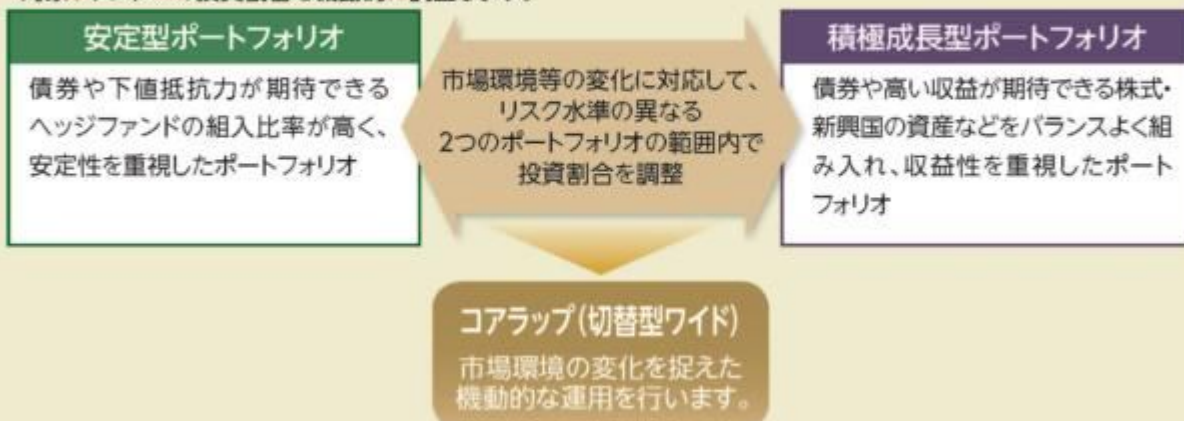 安定型ポートフォリオ
債券や下値抵抗力が期待できる
ヘッジファンドの組入比率が高く、
安定性を重視したポートフォリオ
市場環境等の変化に対応して、
リスク水準の異なる
2つのポートフォリオの範囲内で
投資割合を調整
積極成長型ポートフォリオ
債券や高い収益が期待できる株式・
新興国の資産などをバランスよく組
み入れ、収益性を重視したポート
フォリオ
コアラップ(切替型ワイド)
市場環境の変化を捉えた
機動的な運用を行います。